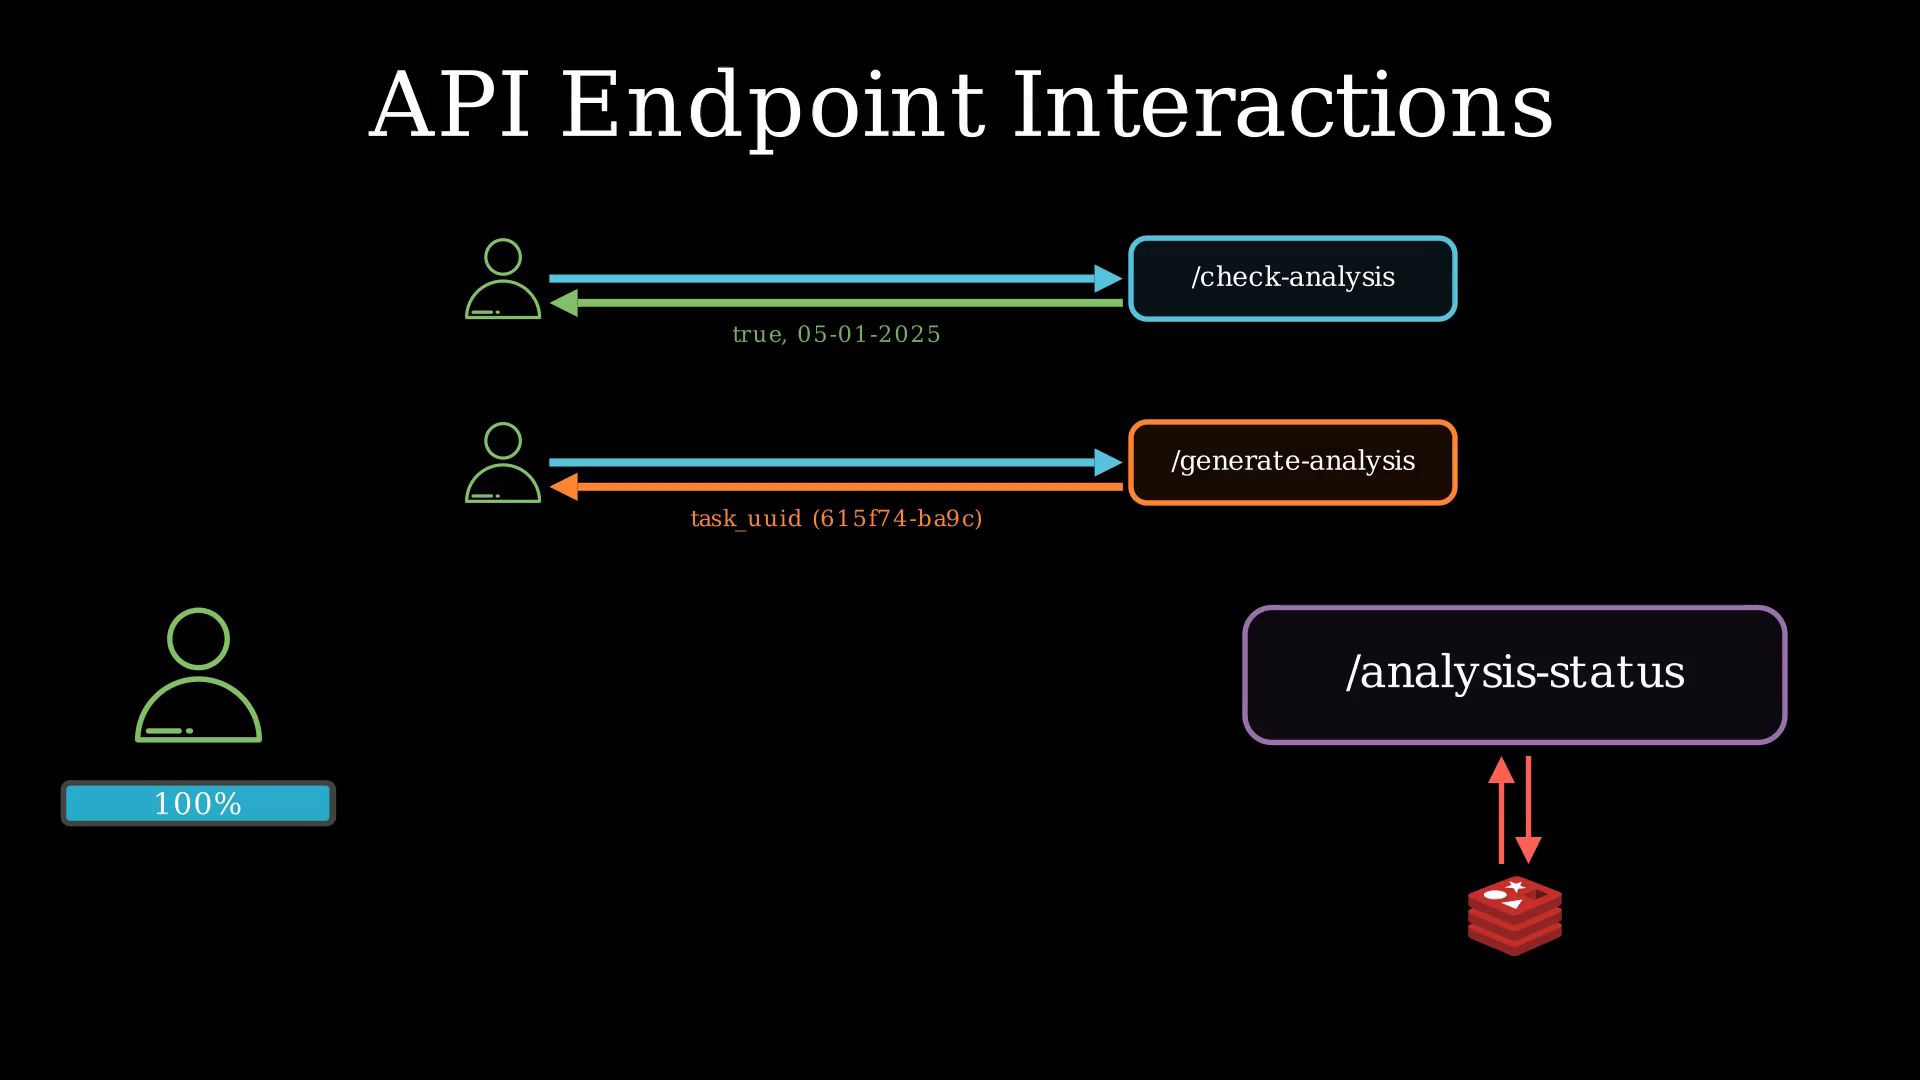 API Endpoint Interactions
/check-analysis
true, 05-01-2025
/generate-analysis
task_uuid (615f74-ba9c)
/analysis-status
100%